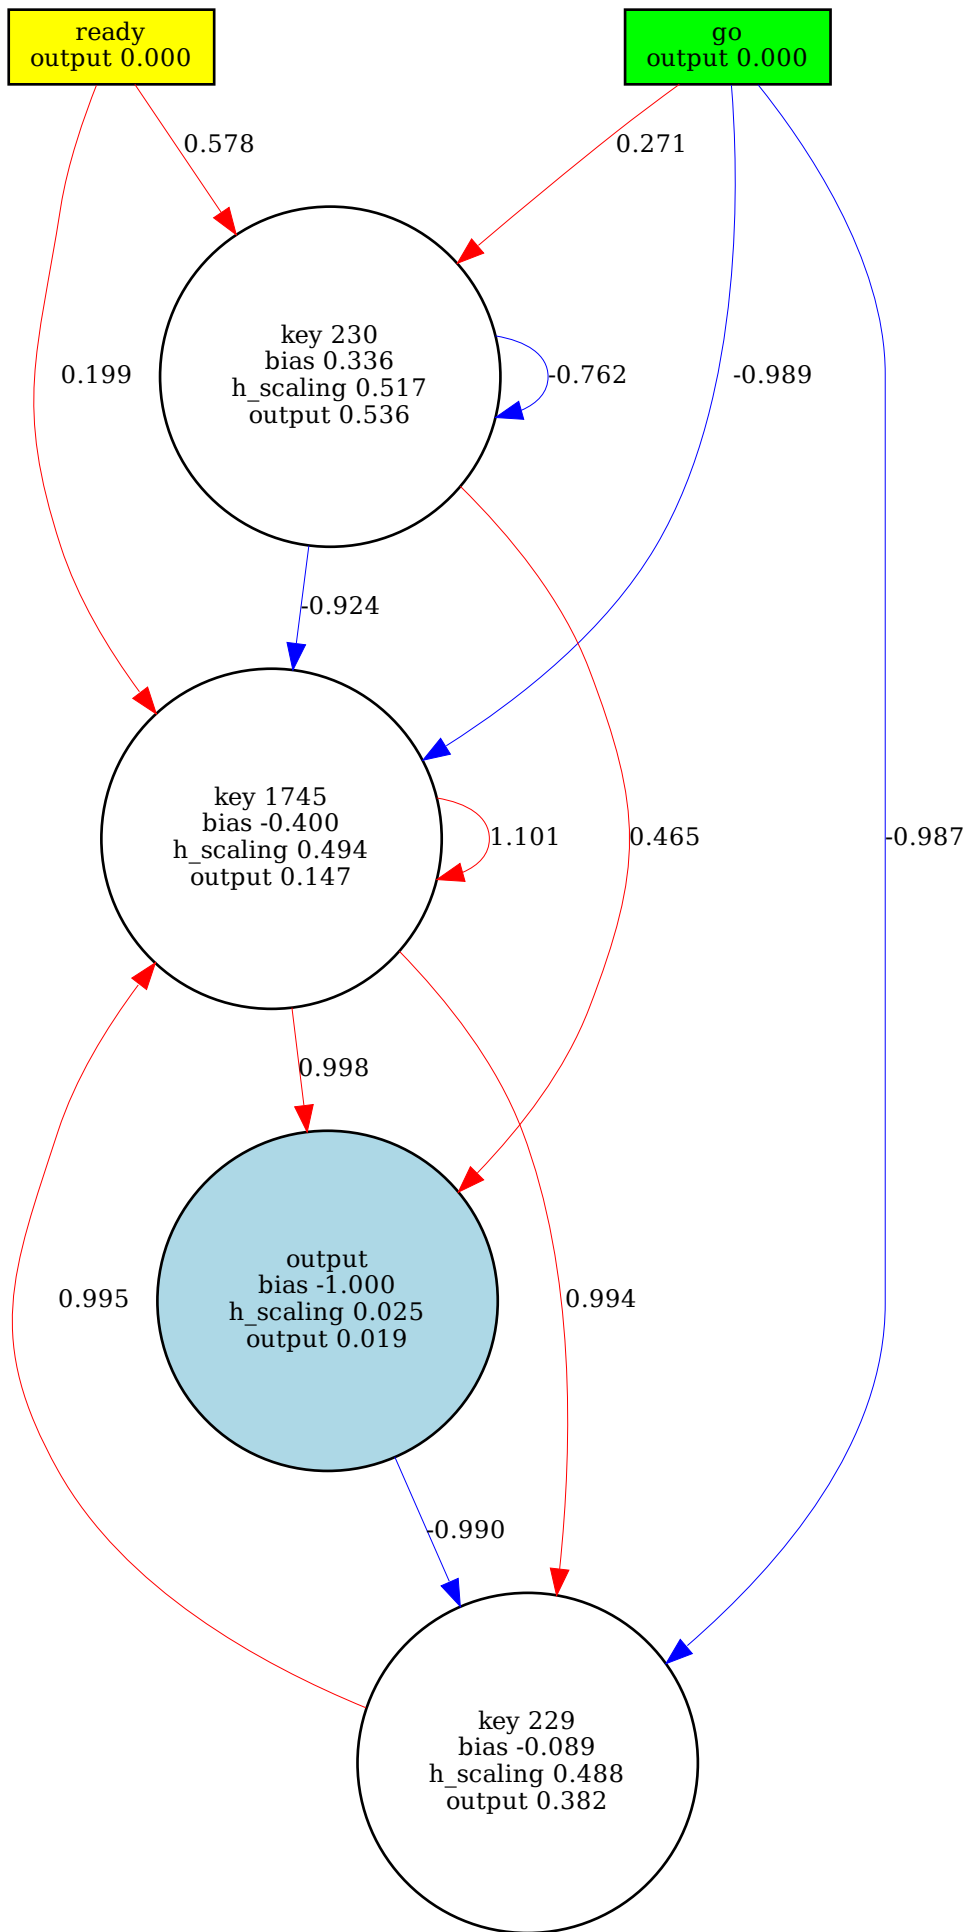 ready
output 0.000
go
output 0.000
0.578
0.271
key 230
bias 0.336
h_scaling 0.517
output 0.536
0.199
-0.762
-0.989
-0.924
key 1745
bias -0.400
h_scaling 0.494
output 0.147
1.101
0.465
-0.987
0.998
output
bias -1.000
h_scaling 0.025
output 0.019
0.995
0.994
-0.990
key 229
bias -0.089
h_scaling 0.488
output 0.382